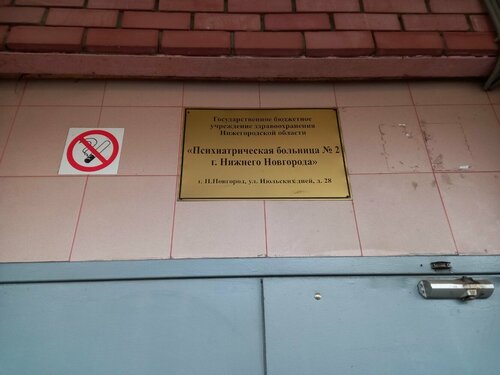 Государственное бюджетное
учреждение здравоохранения
Нижегородской области
«Психиатрическая больница № 2
г. Нижнего Новгорода»
г. Н.Новгород, ул. Июльских дней, д. 28